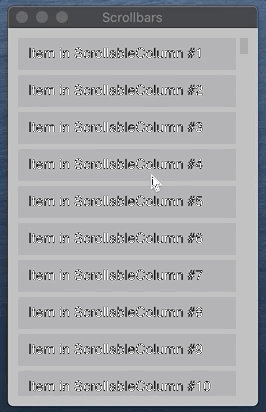 Scrollbars
Item in ScrollableColumn #1
Item in ScrollableColumn #2
Item in ScrollableColumn #3
Item in ScrollableColumn #4
Item in ScrollableColumn #5
Item in ScrollableColumn #6
Item in ScrollableColumn #7
Item in ScrollableColumn #8
Item in ScrollableColumn #9
Item in ScrollableColumn #10